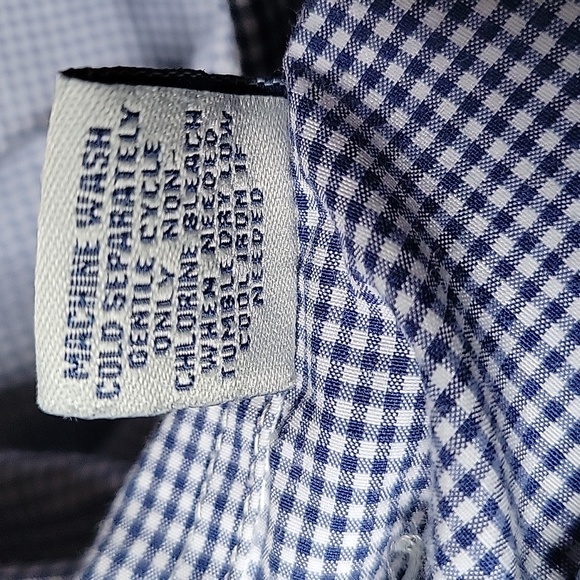 MACHINE WASH
COLD SEPARATELY
GENTLE CYCLE
ONLY NON-
CHLORINE BLEACH
WHEN NEEDED
TUMBLE DRY LOW
COOL IRON IF
NEEDED